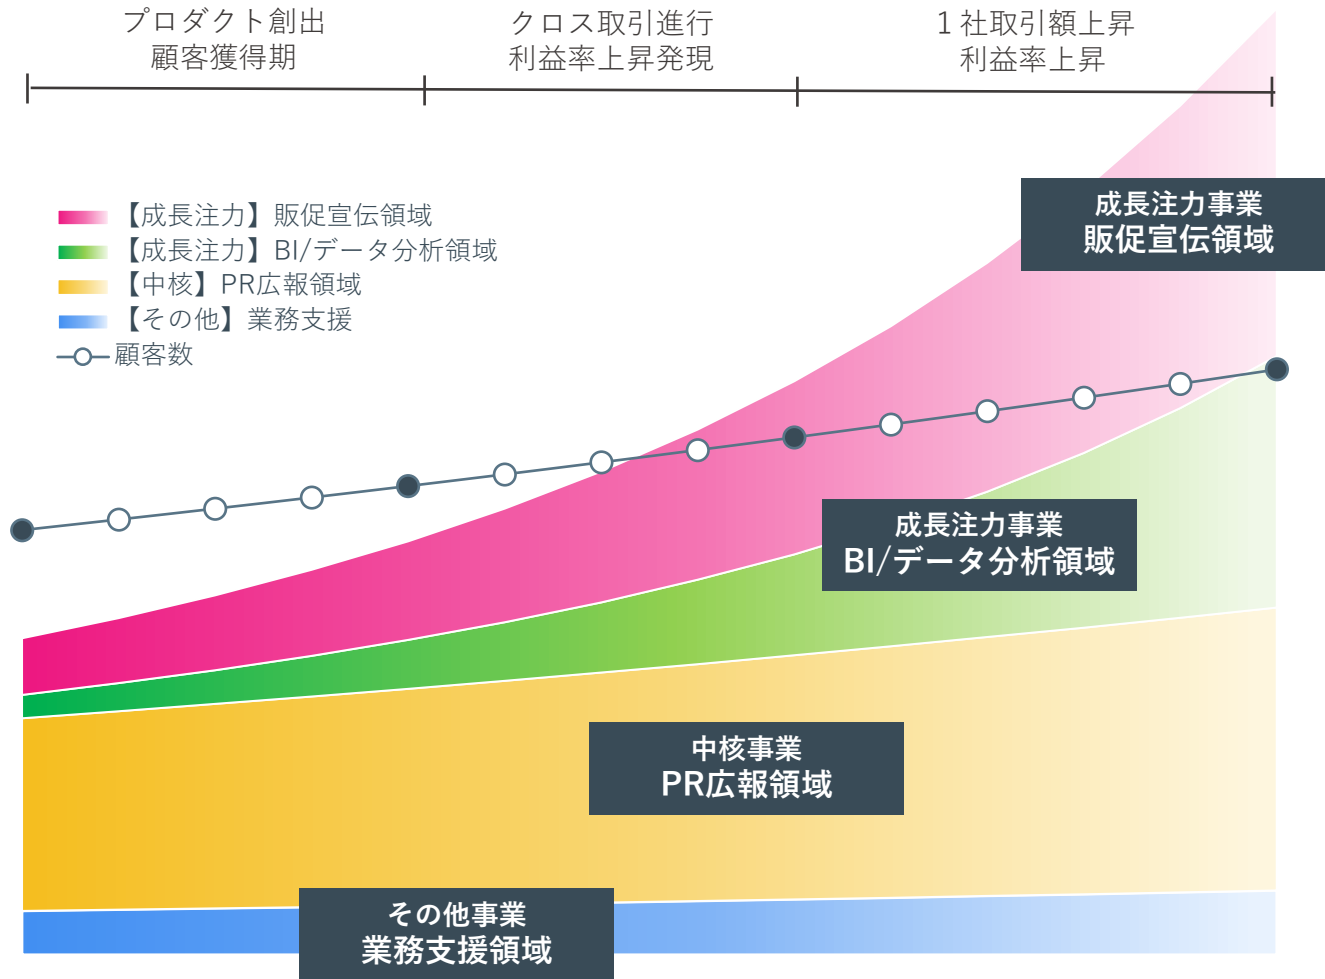 プロダクト創出
顧客獲得期
クロス取引進行
利益率上昇発現
1社取引額上昇
利益率上昇
【成長注力】販促宣伝領域
【成長注力】BI/データ分析領域
【中核】PR広報領域
【その他】業務支援
顧客数
成長注力事業
販促宣伝領域
成長注力事業
BI/データ分析領域
中核事業
PR広報領域
その他事業
業務支援領域